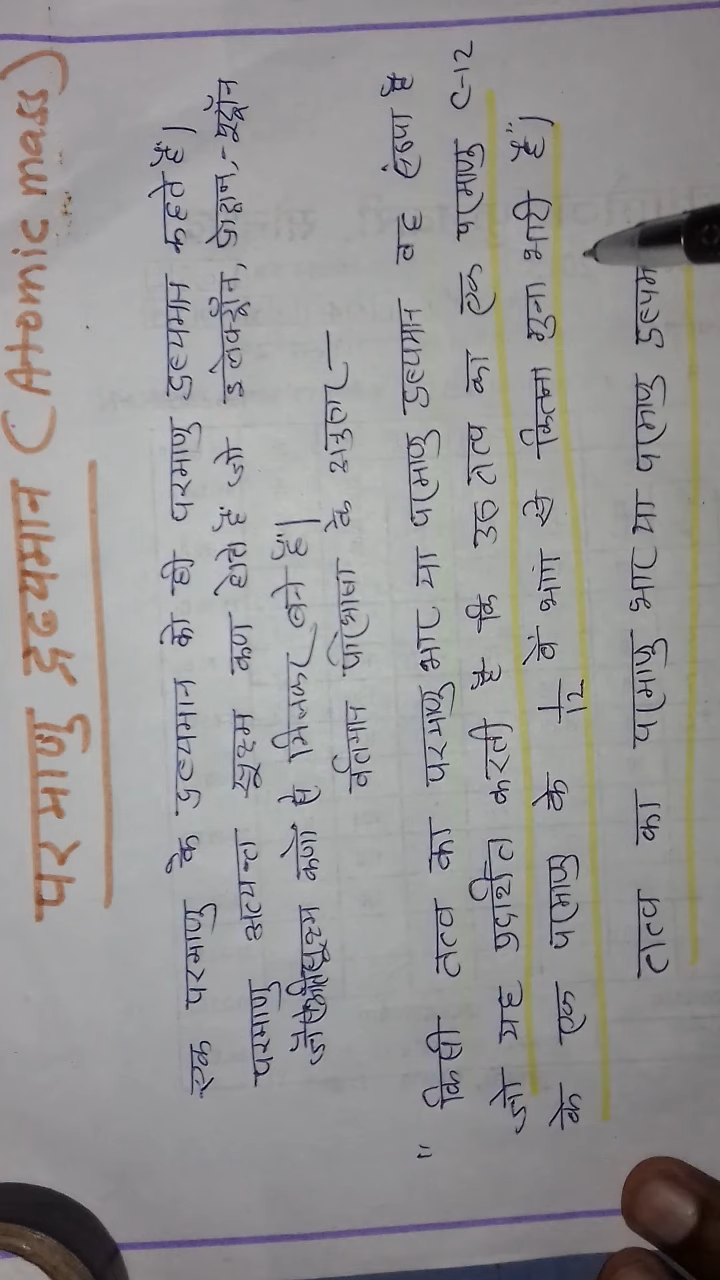 परमाणु द्रव्यमान (Atomic mass)
एक परमाणु के द्रव्यमान को ही परमाणु द्रव्यमान कहते हैं।
परमाणु अत्यन्त सूक्ष्म कण होते हैं जो इलेक्ट्रॉन, प्रोटान, न्यूट्रॉन
जैसे सूक्ष्म कणो से मिलकर बने हैं।
वर्तमान परिभाषा के अनुसार —
" किसी तत्व का परमाणु भार या परमाणु द्रव्यमान वह संख्या है
जो यह प्रदर्शित करती है कि उस तत्व का एक परमाणु C-12
के एक परमाणु के 1/12 वें भाग से कितना गुना भारी है"।
तत्व का परमाणु भार या परमाणु